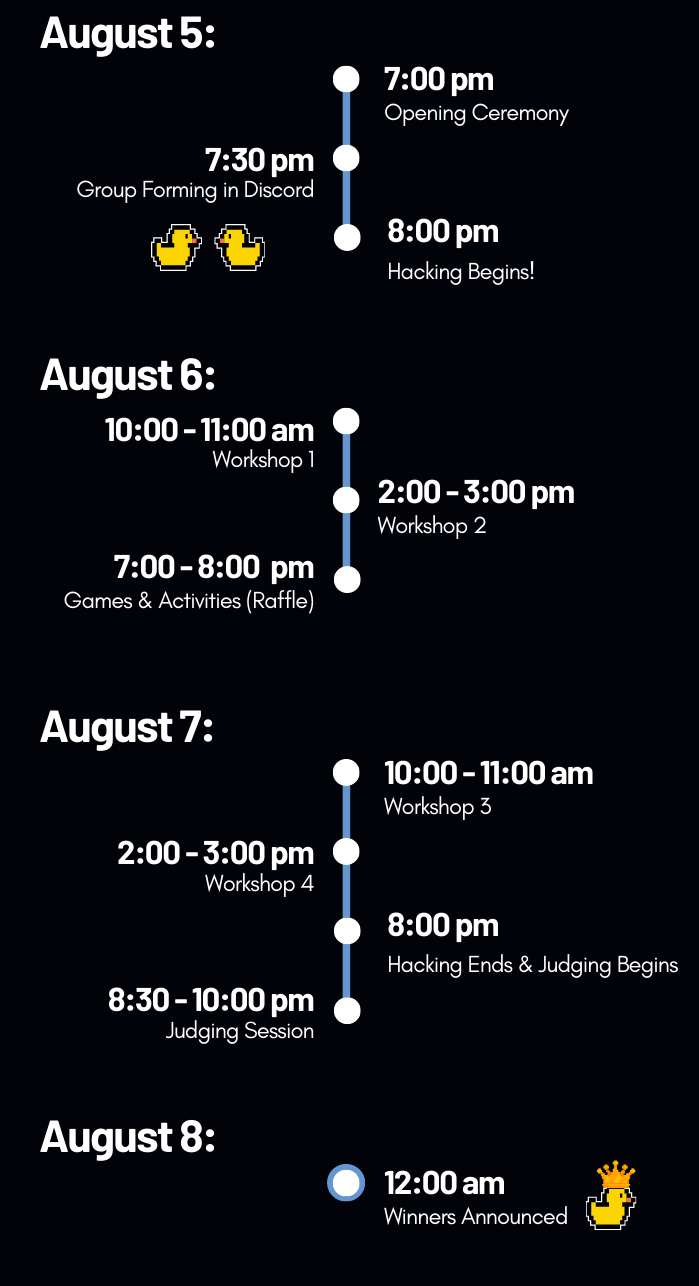 August 5:
7:00 pm
Opening Ceremony
7:30 pm
Group Forming in Discord
8:00 pm
Hacking Begins!
August 6:
10:00 - 11:00 am
Workshop 1
2:00 - 3:00 pm
Workshop 2
7:00 - 8:00 pm
Games & Activities (Raffle)
August 7:
10:00 - 11:00 am
Workshop 3
2:00 - 3:00 pm
Workshop 4
8:00 pm
Hacking Ends & Judging Begins
8:30 - 10:00 pm
Judging Session
August 8:
12:00 am
Winners Announced